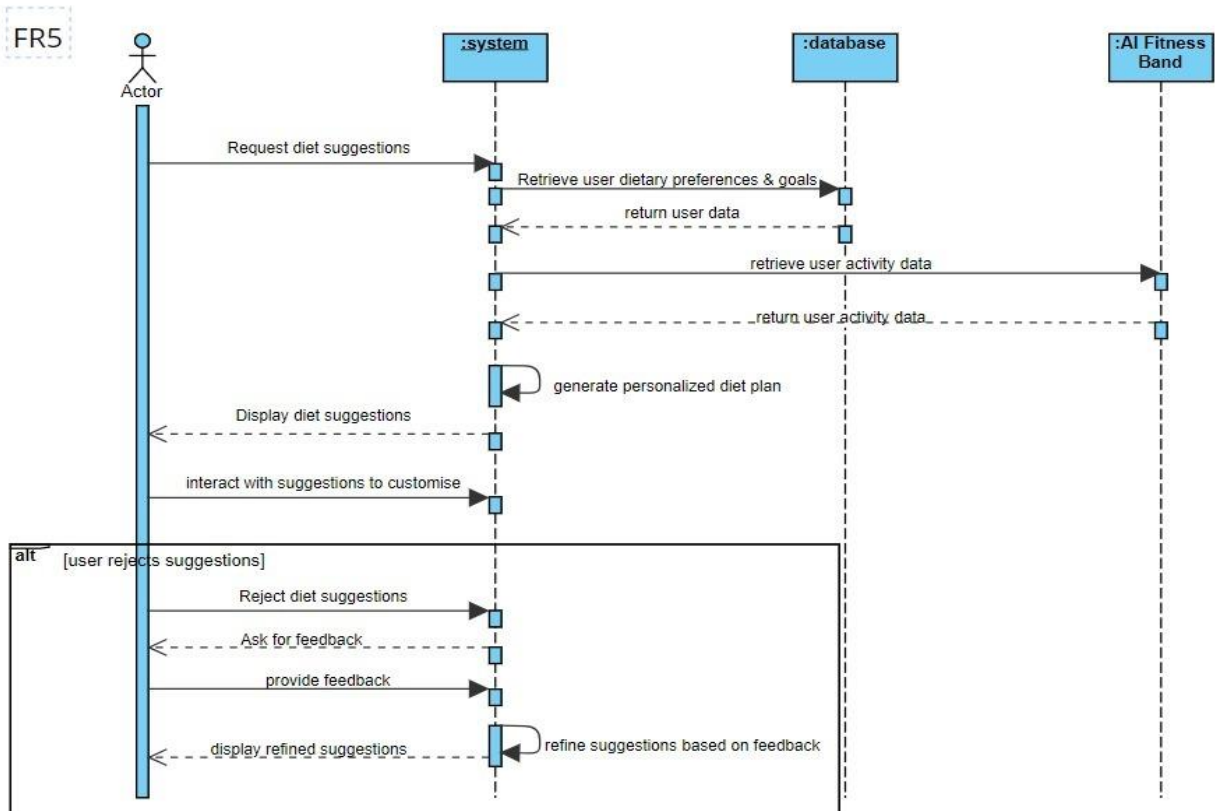 FR5
:system
:database
:AI Fitness
Band
Actor
Request diet suggestions
Retrieve user dietary preferences & goals
return user data
retrieve user activity data
return user activity data
generate personalized diet plan
Display diet suggestions
interact with suggestions to customise
alt
[user rejects suggestions]
Reject diet suggestions
Ask for feedback
provide feedback
refine suggestions based on feedback
display refined suggestions